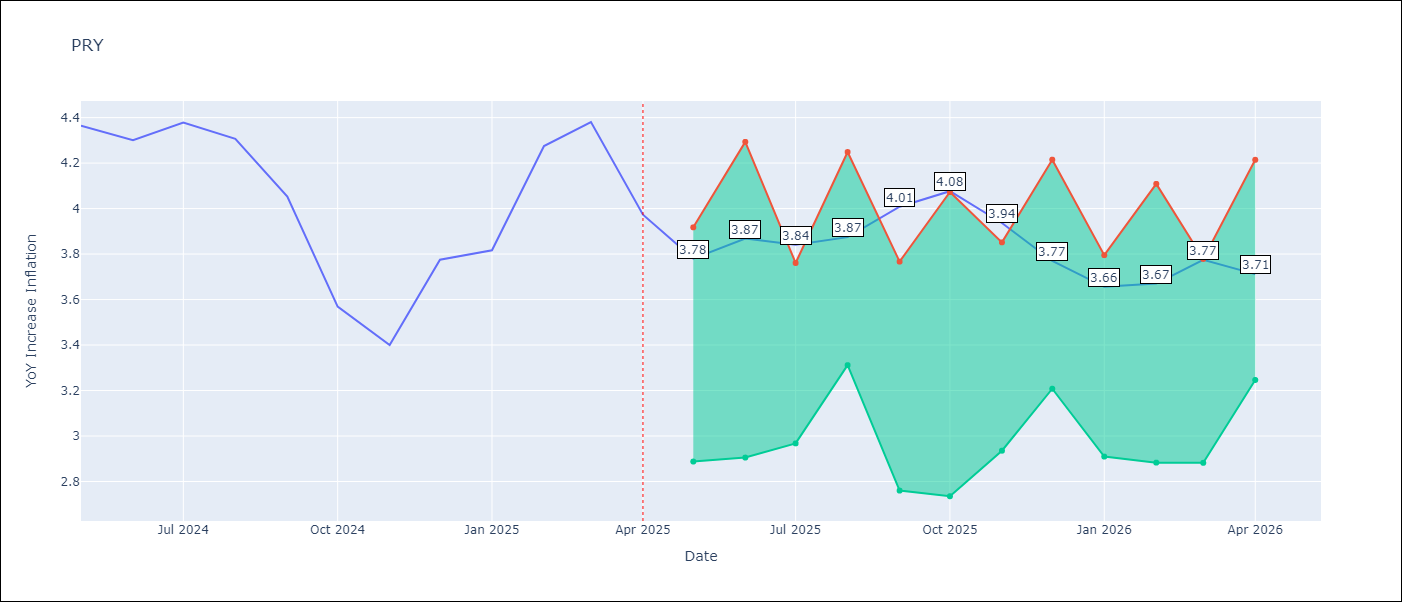 PRY
4.4
4.2
4
3.8
3.6
3.4
3.2
3
2.8
YoY Increase Inflation
3.78
3.87
3.84
3.87
4.01
4.08
3.94
3.77
3.66
3.67
3.77
3.71
Jul 2024
Oct 2024
Jan 2025
Apr 2025
Jul 2025
Oct 2025
Jan 2026
Apr 2026
Date